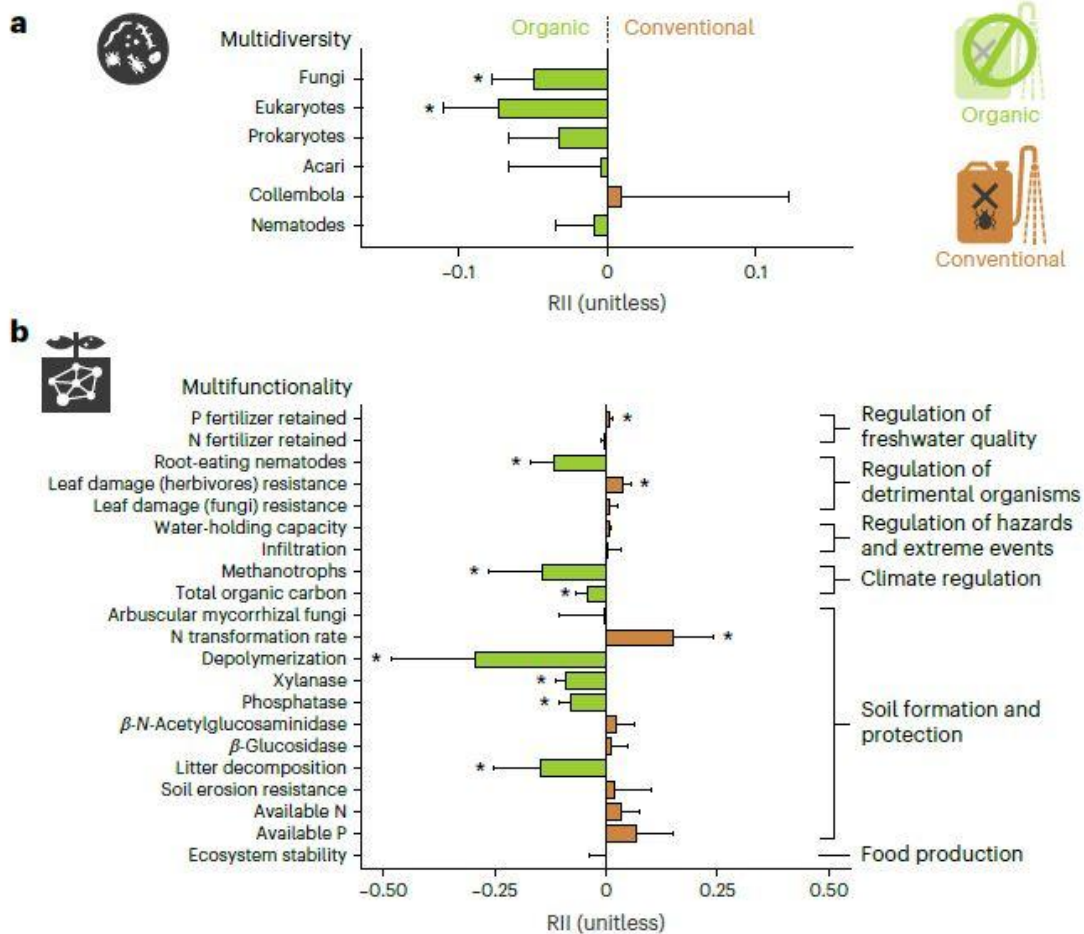 a
Multidiversity
Organic
Conventional
Fungi
*
Eukaryotes
*
Prokaryotes
Acari
Collembola
Nematodes
−0.1
0
0.1
RII (unitless)
Organic
Conventional
b
Multifunctionality
P fertilizer retained
*
N fertilizer retained
Root-eating nematodes
*
Leaf damage (herbivores) resistance
*
Leaf damage (fungi) resistance
Water-holding capacity
Infiltration
Methanotrophs
*
Total organic carbon
*
Arbuscular mycorrhizal fungi
N transformation rate
*
Depolymerization
*
Xylanase
*
Phosphatase
*
β-N-Acetylglucosaminidase
β-Glucosidase
Litter decomposition
*
Soil erosion resistance
Available N
Available P
Ecosystem stability
−0.50
−0.25
0
0.25
0.50
RII (unitless)
Regulation of
freshwater quality
Regulation of
detrimental organisms
Regulation of hazards
and extreme events
Climate regulation
Soil formation and
protection
Food production